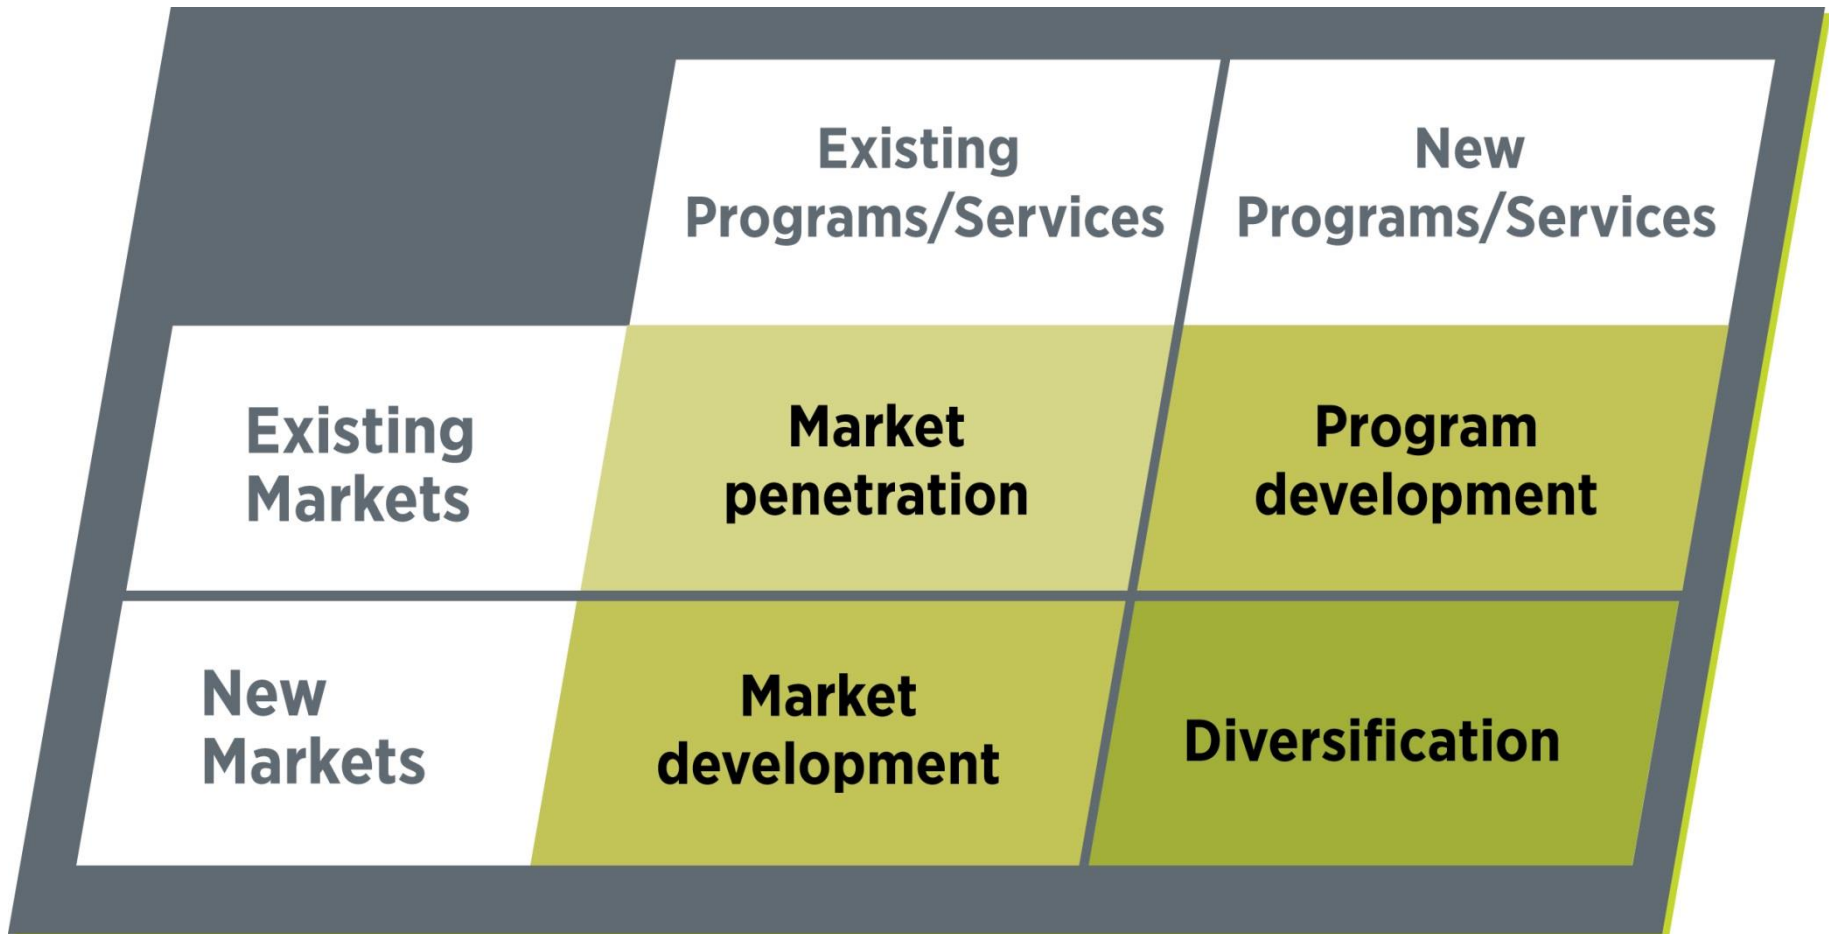 Existing
Programs/Services
New
Programs/Services
Existing
Markets
Market
penetration
Program
development
New
Markets
Market
development
Diversification